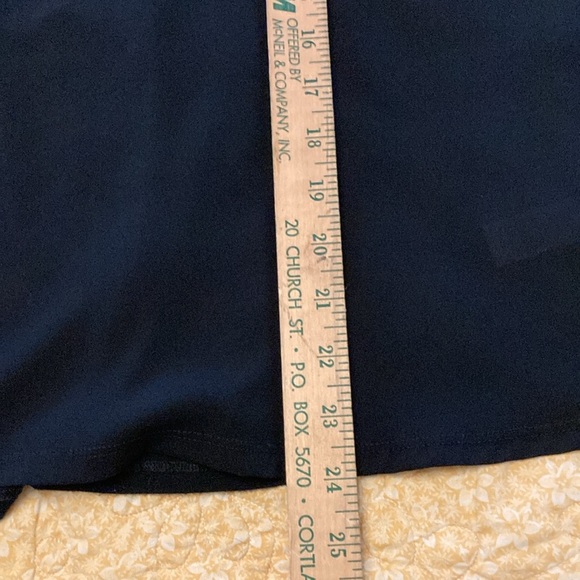 OFFERED BY
McNEIL & COMPANY, INC.
20 CHURCH ST. • P.O. BOX 5670 • CORTLA
16 17 18 19 20 21 22 23 24 25